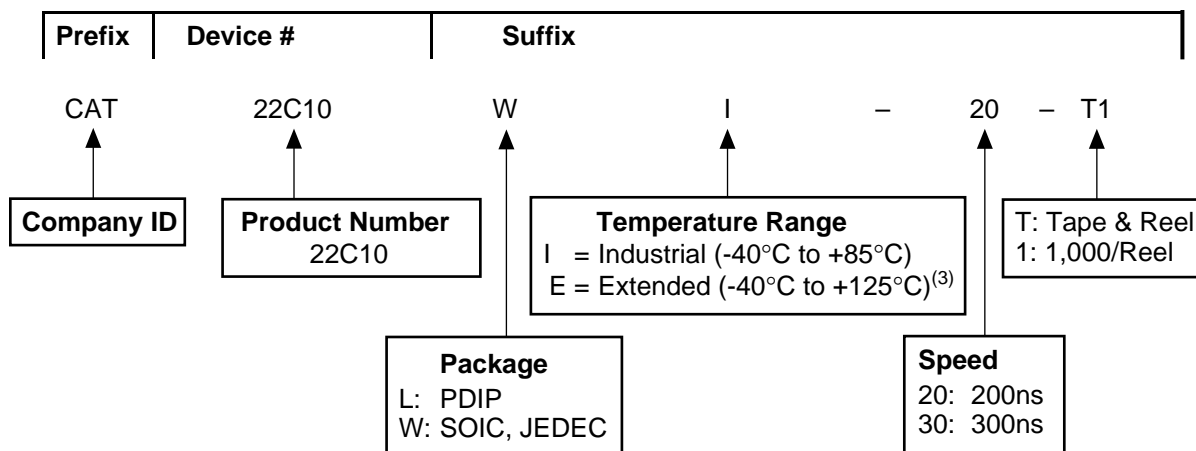 Prefix Device # Suffix
CAT 22C10 W I – 20 – T1
Company ID
Product Number
22C10
Temperature Range
I = Industrial (-40°C to +85°C)
E = Extended (-40°C to +125°C)(3)
T: Tape & Reel
1: 1,000/Reel
Package
L: PDIP
W: SOIC, JEDEC
Speed
20: 200ns
30: 300ns